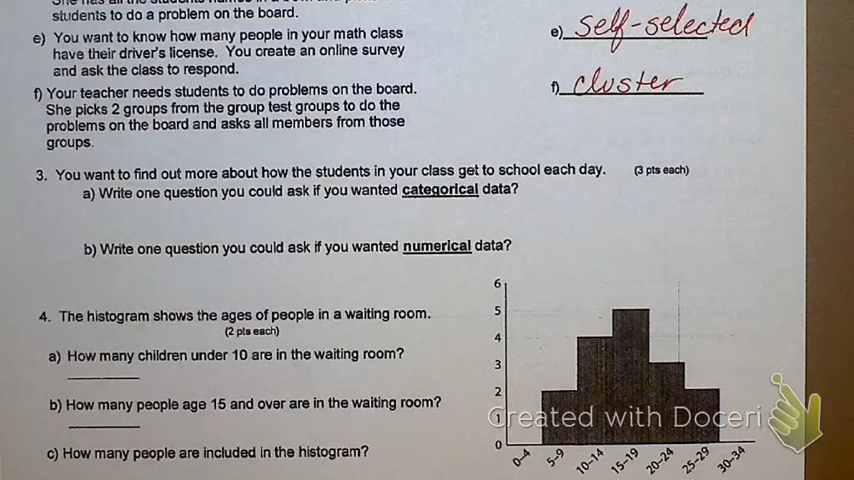 students to do a problem on the board.
e) You want to know how many people in your math class
have their driver's license. You create an online survey
and ask the class to respond.
e) self-selected
f) Your teacher needs students to do problems on the board.
She picks 2 groups from the group test groups to do the
problems on the board and asks all members from those
groups.
f) cluster
3. You want to find out more about how the students in your class get to school each day. (3 pts each)
a) Write one question you could ask if you wanted categorical data?
b) Write one question you could ask if you wanted numerical data?
4. The histogram shows the ages of people in a waiting room.
(2 pts each)
a) How many children under 10 are in the waiting room?
b) How many people age 15 and over are in the waiting room?
c) How many people are included in the histogram?
6
5
4
3
2
1
0
0–4 5–9 10–14 15–19 20–24 25–29 30–34
Created with Doceri